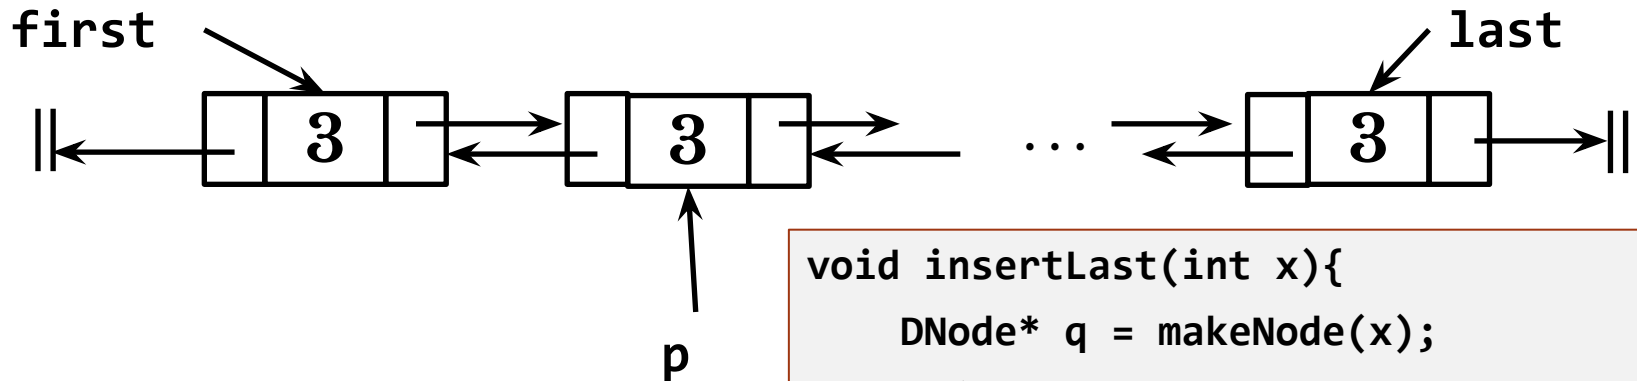 first last
3 3 ... 3
p
void insertLast(int x){
DNode* q = makeNode(x);